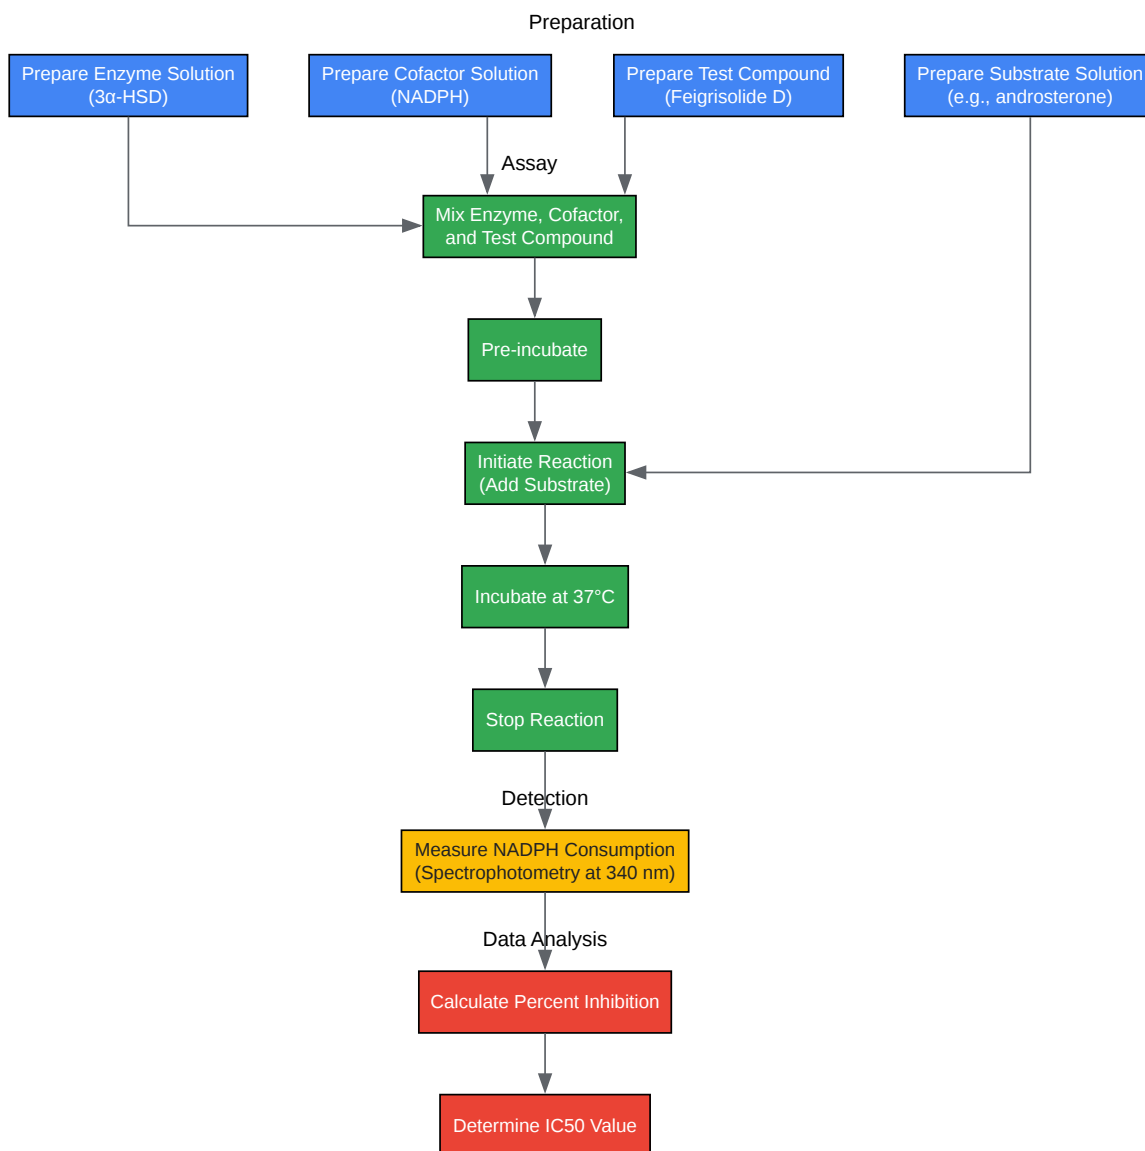 Preparation
Prepare Enzyme Solution
(3α-HSD)
Prepare Cofactor Solution
(NADPH)
Prepare Test Compound
(Feigrisolide D)
Prepare Substrate Solution
(e.g., androsterone)
Assay
Mix Enzyme, Cofactor,
and Test Compound
Pre-incubate
Initiate Reaction
(Add Substrate)
Incubate at 37°C
Stop Reaction
Detection
Measure NADPH Consumption
(Spectrophotometry at 340 nm)
Data Analysis
Calculate Percent Inhibition
Determine IC50 Value